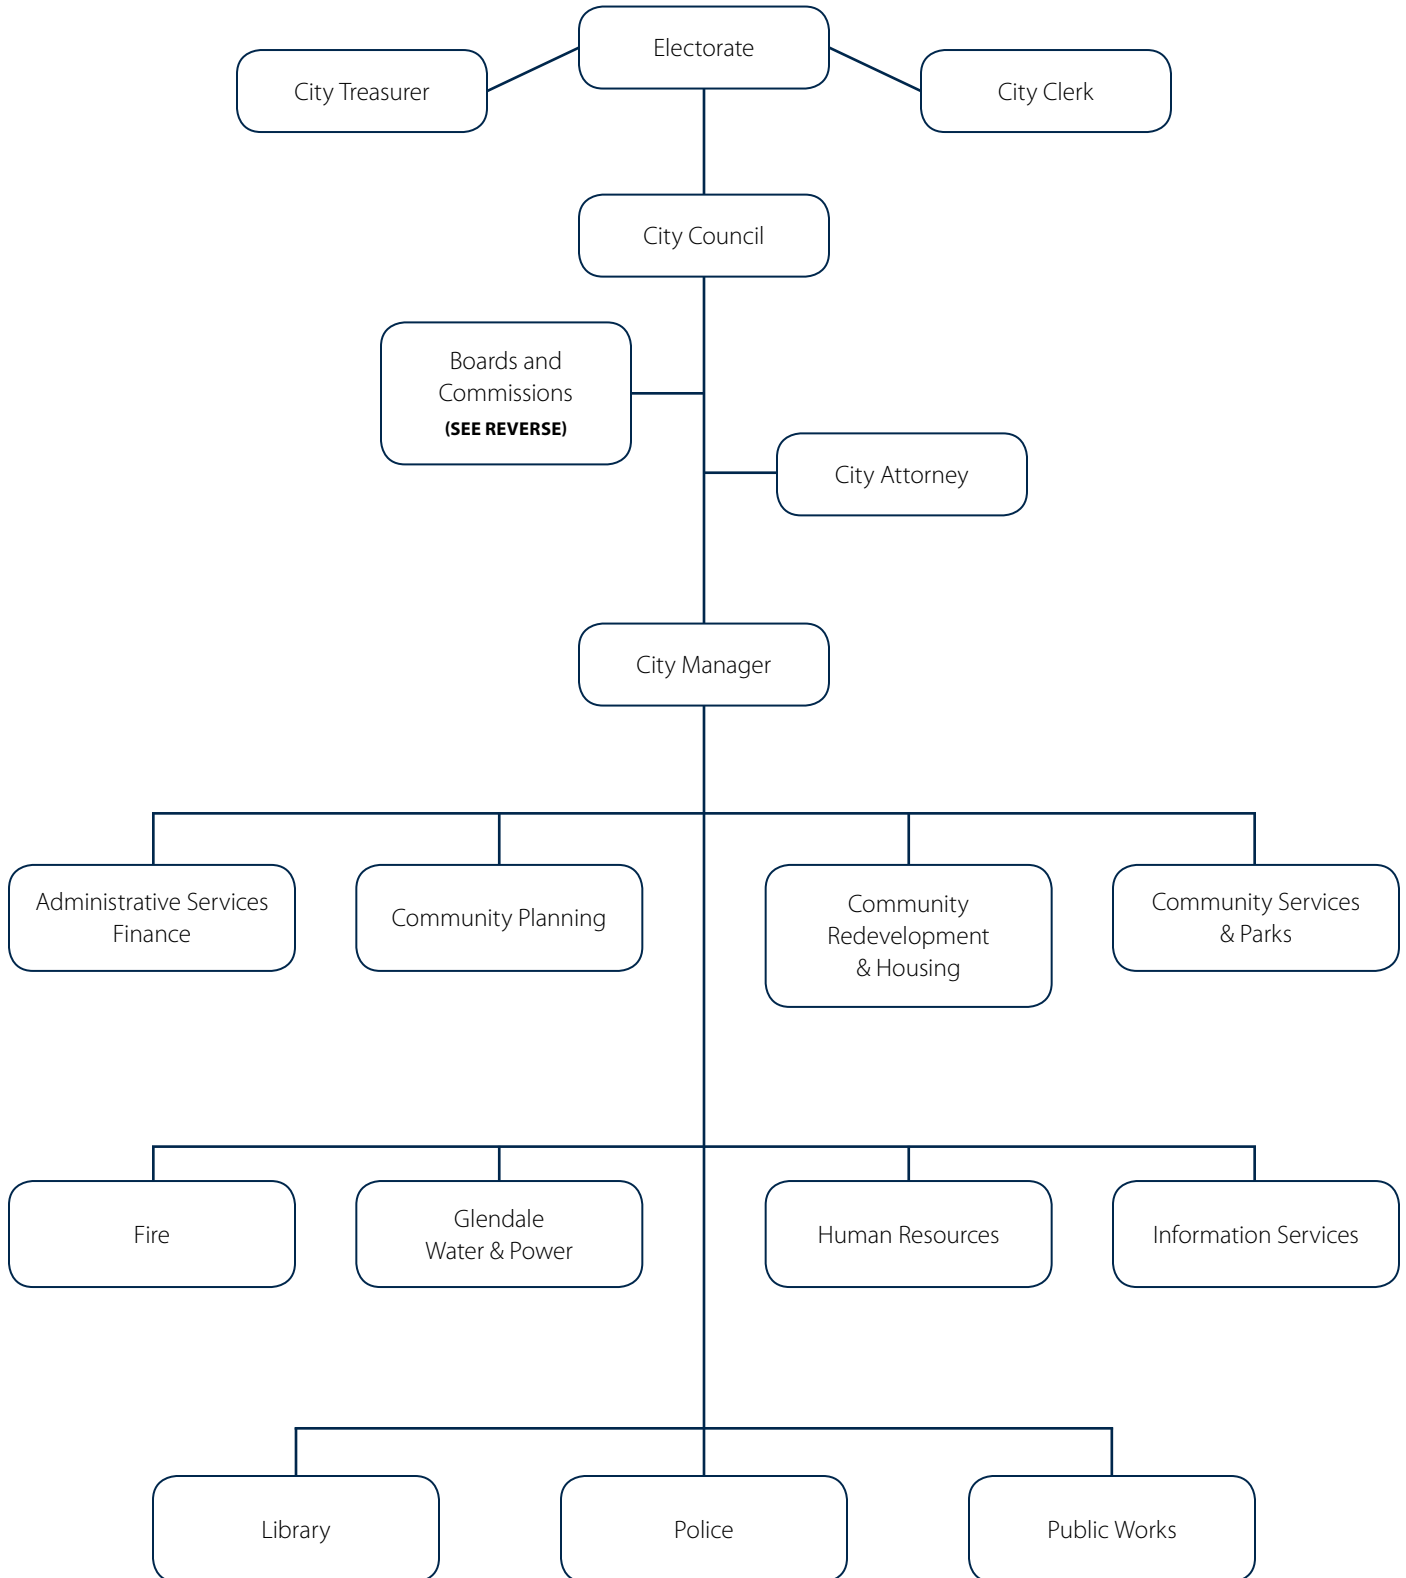 Electorate
City Treasurer
City Clerk
City Council
Boards and
Commissions
(SEE REVERSE)
City Attorney
City Manager
Administrative Services
Finance
Community Planning
Community
Redevelopment
& Housing
Community Services
& Parks
Fire
Glendale
Water & Power
Human Resources
Information Services
Library
Police
Public Works